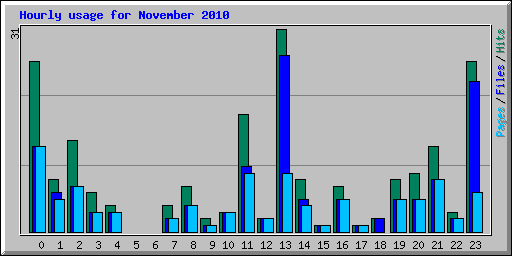 Hourly usage for November 2010
31
Pages/Files/Hits
0 1 2 3 4 5 6 7 8 9 10 11 12 13 14 15 16 17 18 19 20 21 22 23